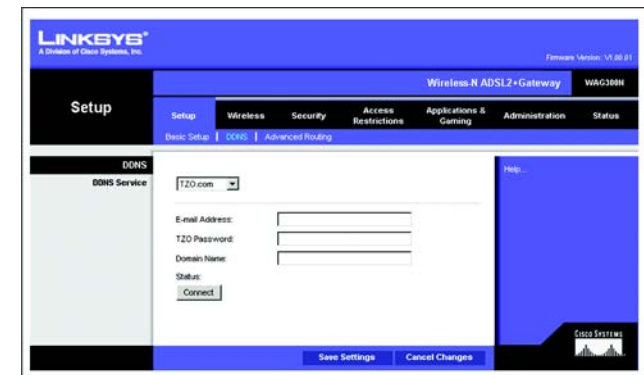 LINKSYS®
A Division of Cisco Systems, Inc.
Firmware Version: V1.00.01
Wireless-N ADSL2+Gateway WAG300N
Setup
Setup Wireless Security Access Restrictions Applications & Gaming Administration Status
Basic Setup | DDNS | Advanced Routing
DDNS
DDNS Service
TZO.com
Help...
E-mail Address:
TZO Password:
Domain Name:
Status:
Connect
CISCO SYSTEMS
Save Settings Cancel Changes